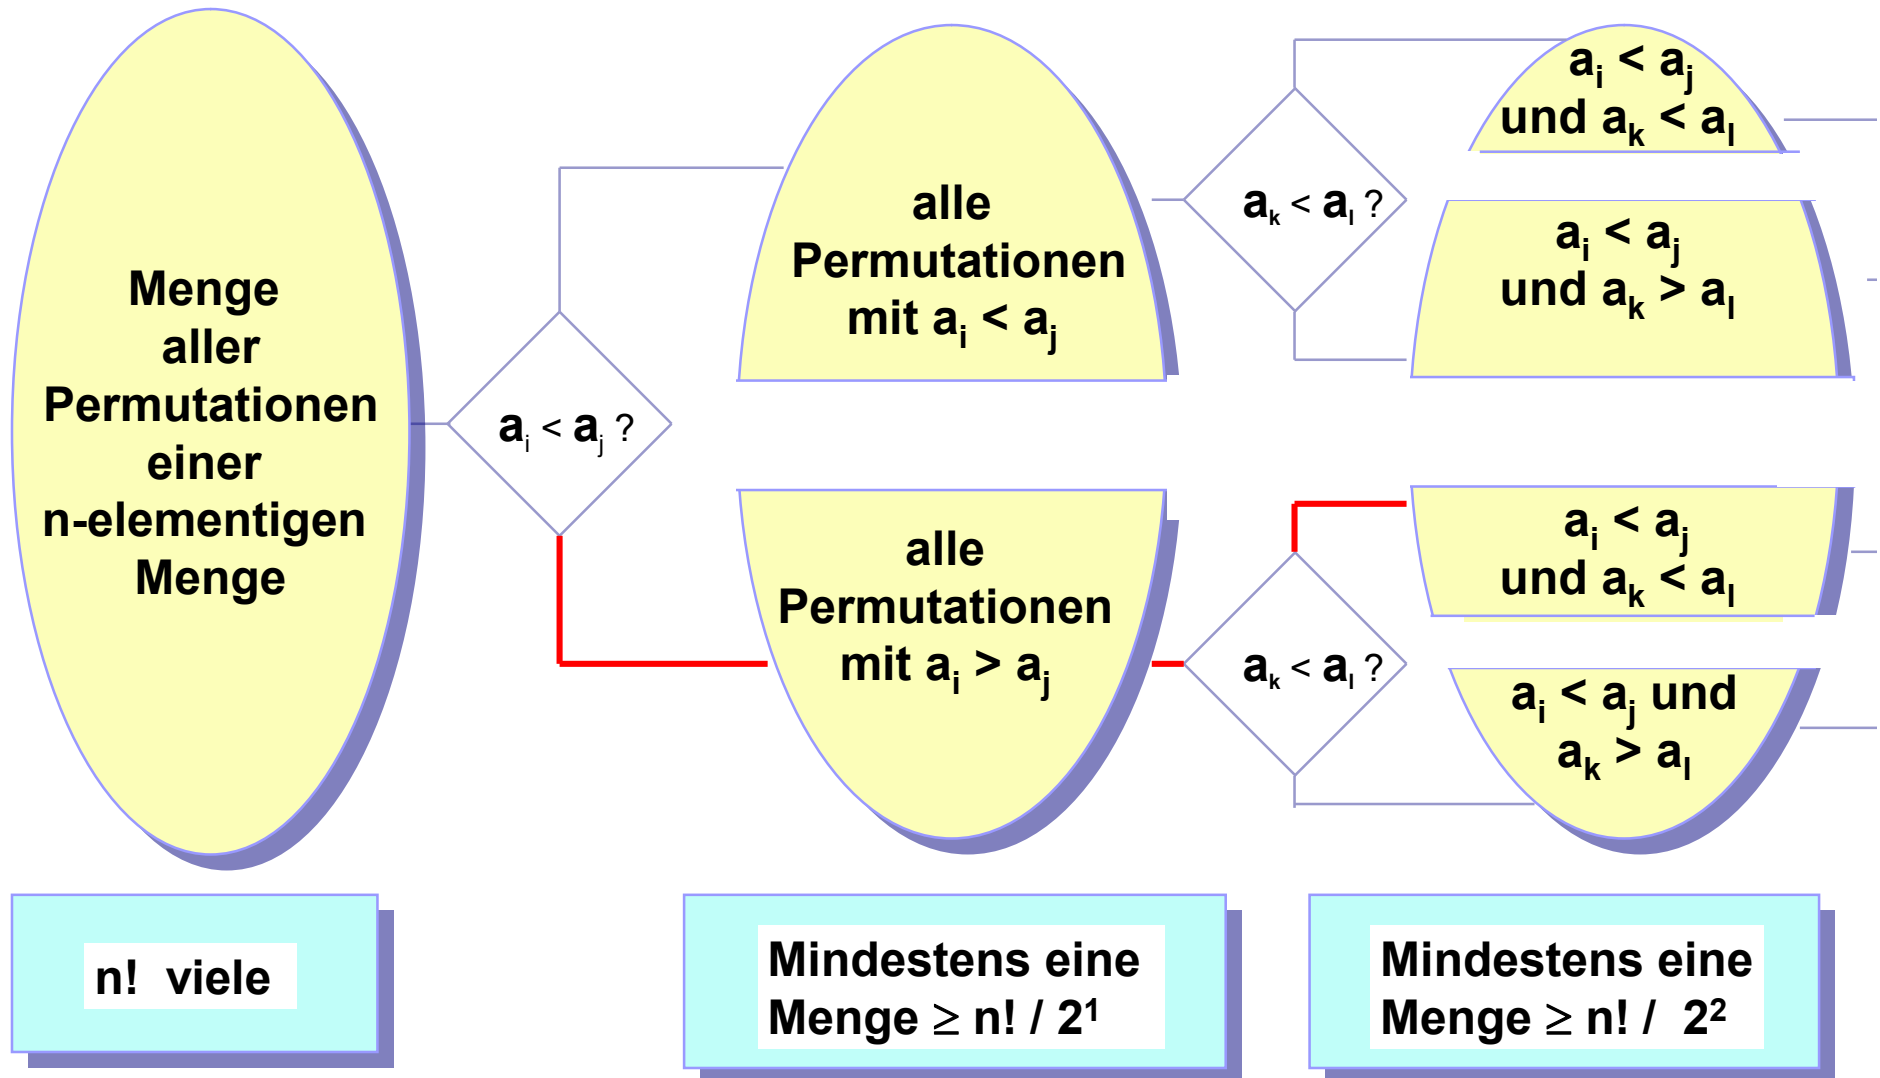 Menge
aller
Permutationen
einer
n-elementigen
Menge
a_i < a_j ?
alle
Permutationen
mit a_i < a_j
alle
Permutationen
mit a_i > a_j
a_k < a_l ?
a_k < a_l ?
a_i < a_j
und a_k < a_l
a_i < a_j
und a_k > a_l
a_i < a_j
und a_k < a_l
a_i < a_j und
a_k > a_l
n! viele
Mindestens eine
Menge ≥ n! / 2¹
Mindestens eine
Menge ≥ n! / 2²